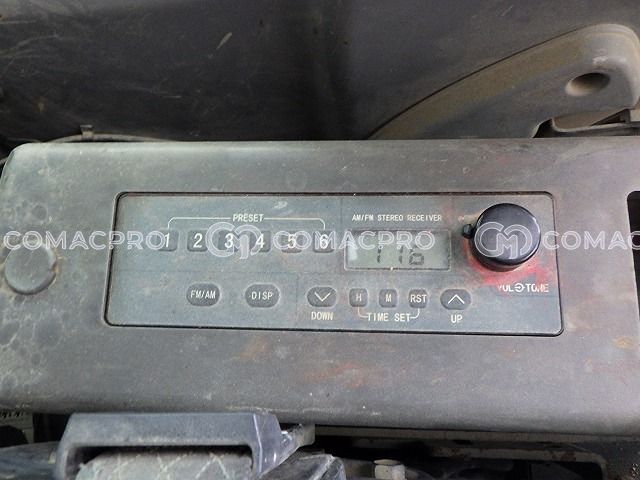 PRESET
AM/FM STEREO RECEIVER
1 2 3 4 5 6
COMACPRO COMACPRO
FM/AM DISP H M RST
DOWN TIME SET UP
VOL TONE